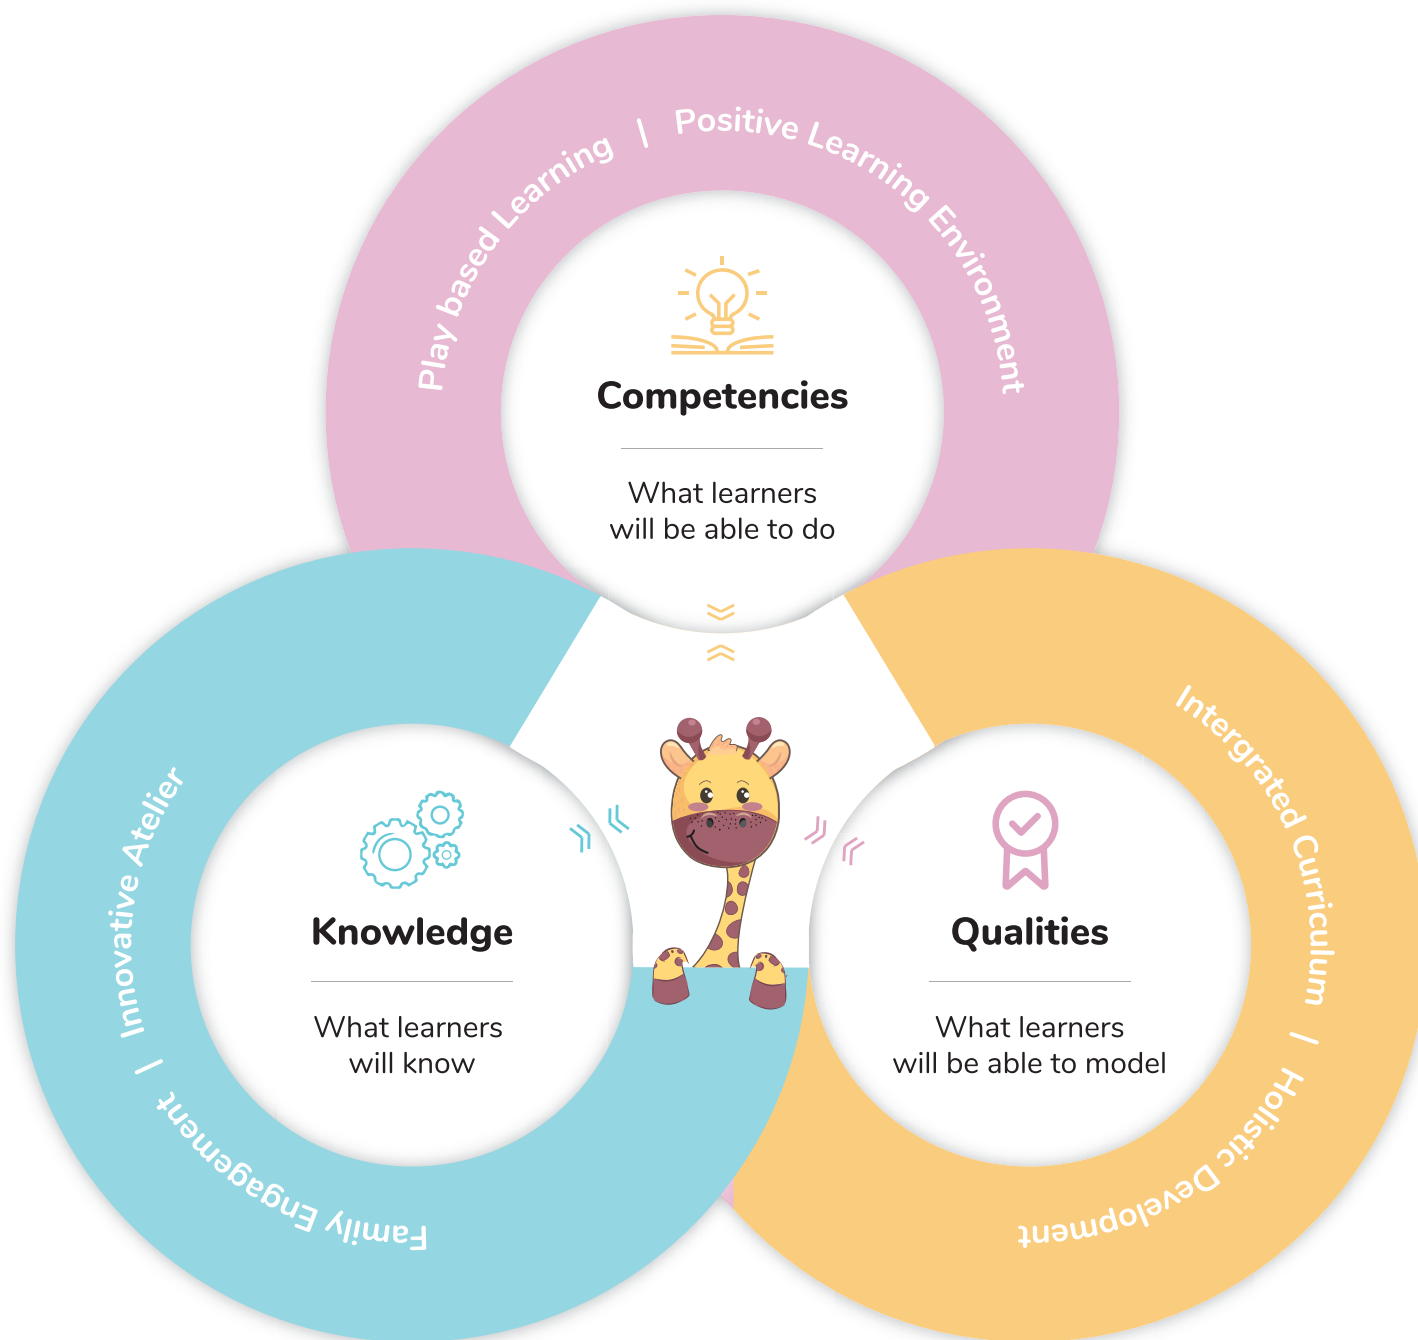 Play based Learning | Positive Learning Environment
Competencies
What learners
will be able to do
Family Engagement | Innovative Atelier
Knowledge
What learners
will know
Intergrated Curriculum | Holistic Development
Qualities
What learners
will be able to model